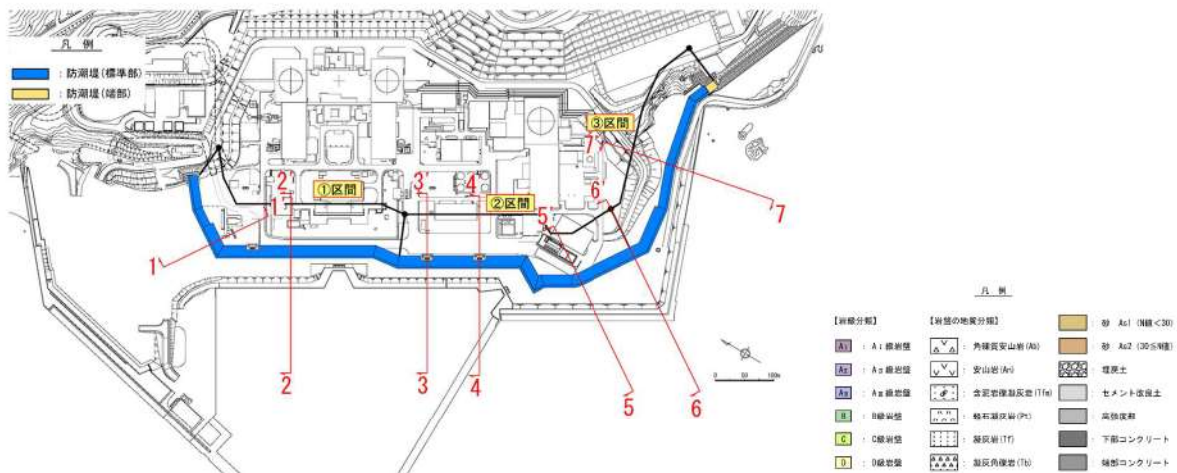 凡 例
：防潮堤(標準部)
：防潮堤(端部)
③区間
7'
①区間
2'
1'
3'
4'
②区間
5'
6'
7
1'
2
3
4
5
6
0 50 100m
凡 例
【岩級分類】
【岩盤の地質分類】
A₁ ： A₁級岩盤
A₂ ： A₂級岩盤
A₃ ： A₃級岩盤
B ： B級岩盤
C ： C級岩盤
D ： D級岩盤
： 角礫質安山岩(Ab)
： 安山岩(An)
： 含泥岩礫凝灰岩(Tfm)
： 軽石凝灰岩(Pt)
： 凝灰岩(Tf)
： 凝灰角礫岩(Tb)
： 砂 As1 (N値＜30)
： 砂 As2 (30≦N値)
： 埋戻土
： セメント改良土
： 高強度部
： 下部コンクリート
： 端部コンクリート